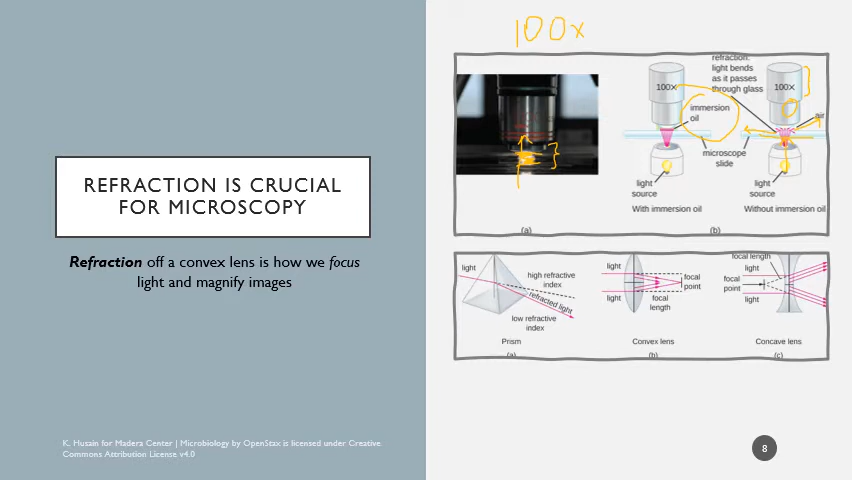 REFRACTION IS CRUCIAL
FOR MICROSCOPY
Refraction off a convex lens is how we focus
light and magnify images
K. Husain for Madera Center | Microbiology by OpenStax is licensed under Creative
Commons Attribution License v4.0
100x
(a)
100X
immersion
oil
light
source
microscope
slide
With immersion oil
(b)
refraction:
light bends
as it passes
through glass
100X
air
light
source
Without immersion oil
light
high refractive
index
refracted light
low refractive
index
Prism
(a)
light
light
focal
point
focal
length
Convex lens
(b)
focal length
light
focal
point
light
Concave lens
(c)
8